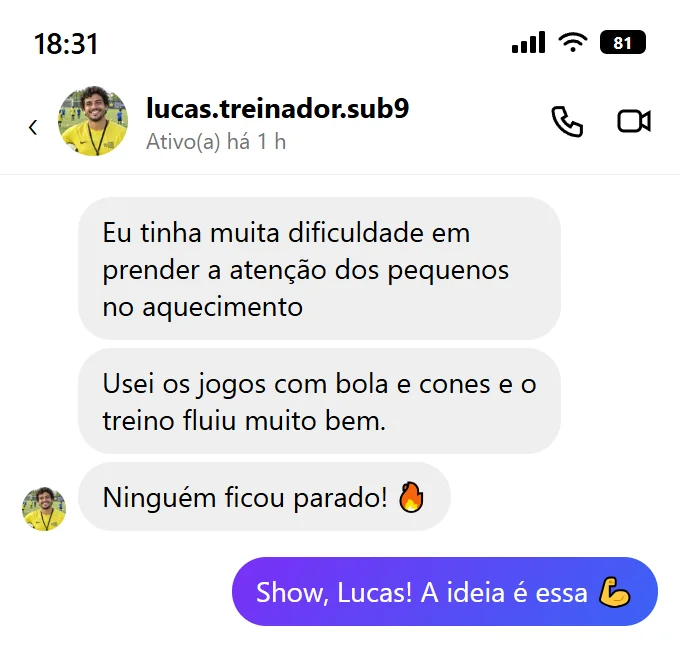 18:31
81
lucas.treinador.sub9
Ativo(a) há 1 h
Eu tinha muita dificuldade em
prender a atenção dos pequenos
no aquecimento
Usei os jogos com bola e cones e o
treino fluiu muito bem.
Ninguém ficou parado! 🔥
Show, Lucas! A ideia é essa 💪